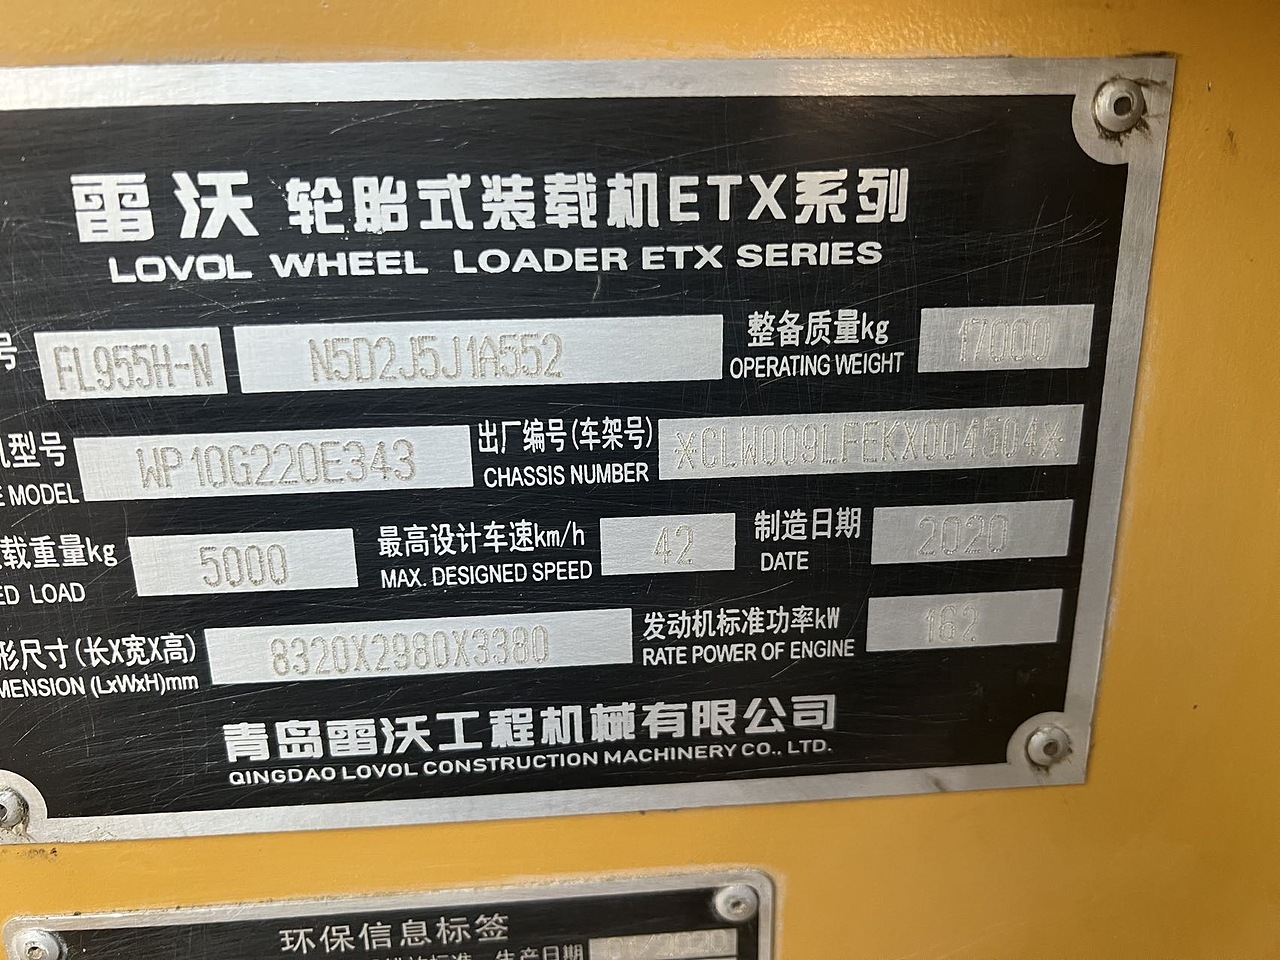 雷沃 轮胎式装载机ETX系列
LOVOL WHEEL LOADER ETX SERIES
号 FL955H-N N5D2J5J1A552 整备质量kg 17000
OPERATING WEIGHT
机型号 WP10G220E343 出厂编号(车架号) *CLW009LFEKX004504*
E MODEL CHASSIS NUMBER
载重量kg 5000 最高设计车速km/h 42 制造日期 2020
ED LOAD MAX. DESIGNED SPEED DATE
形尺寸(长X宽X高) 8320X2980X3380 发动机标准功率kW 162
MENSION (LxWxH)mm RATE POWER OF ENGINE
青岛雷沃工程机械有限公司
QINGDAO LOVOL CONSTRUCTION MACHINERY CO., LTD.
环保信息标签
生产日期 01/2020